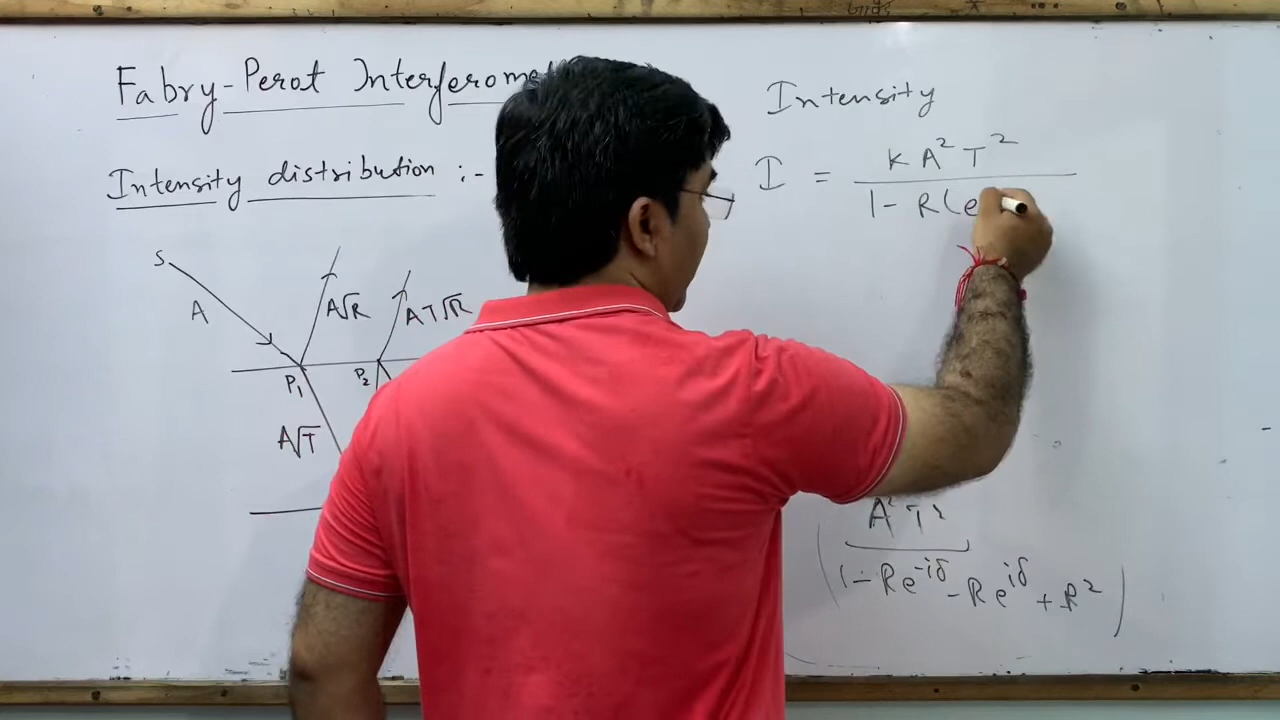 Fabry-Perot Interferome
Intensity distribution :-
S
A
A√R
AT√R
P₁
P₂
A√T
Intensity
I = K A² T² / 1 - R(e
A² T² / 1 - Re^-iδ - Re^iδ + R²